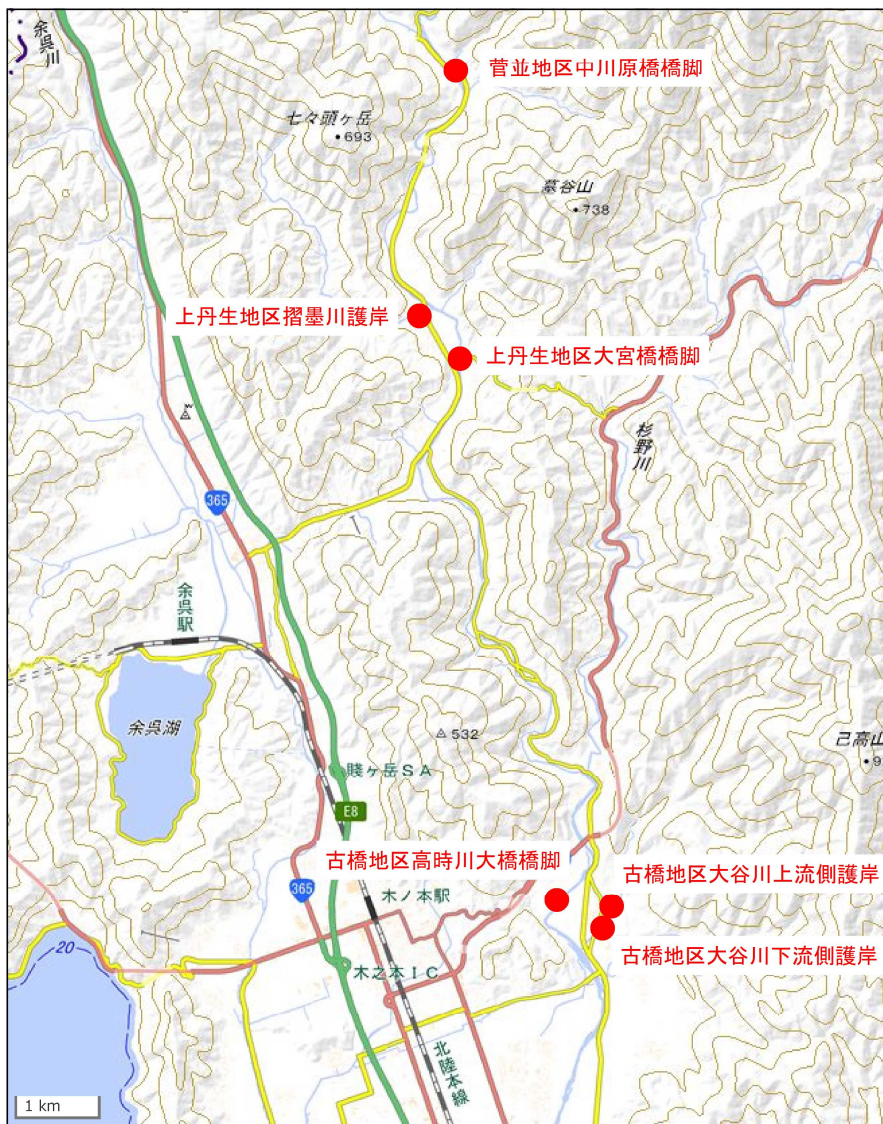 余呉川
菅並地区中川原橋橋脚
七々頭ヶ岳
693
墓谷山
738
上丹生地区摺墨川護岸
上丹生地区大宮橋橋脚
杉野川
365
余呉駅
余呉湖
532
己高山
賤ヶ岳SA
E8
古橋地区高時川大橋橋脚
古橋地区大谷川上流側護岸
365
木ノ本駅
古橋地区大谷川下流側護岸
20
木之本IC
北陸本線
1 km